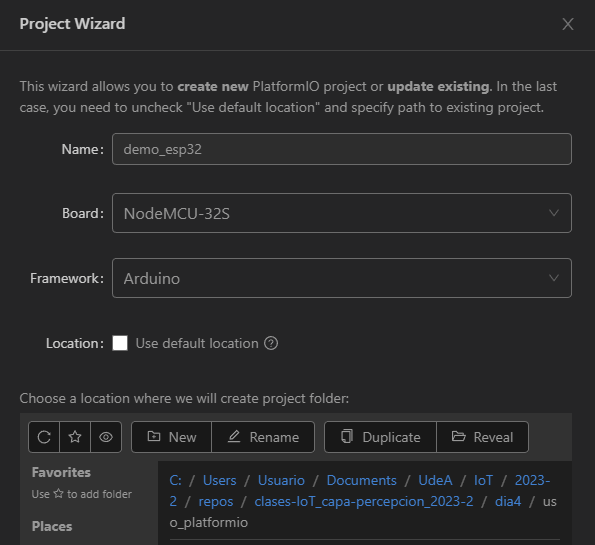 Project Wizard
This wizard allows you to create new PlatformIO project or update existing. In the last
case, you need to uncheck "Use default location" and specify path to existing project.
Name: demo_esp32
Board: NodeMCU-32S
Framework: Arduino
Location: Use default location
Choose a location where we will create project folder:
New Rename Duplicate Reveal
Favorites
Use ☆ to add folder
Places
C: / Users / Usuario / Documents / UdeA / IoT / 2023-
2 / repos / clases-IoT_capa-percepcion_2023-2 / dia4 / us
o_platformio